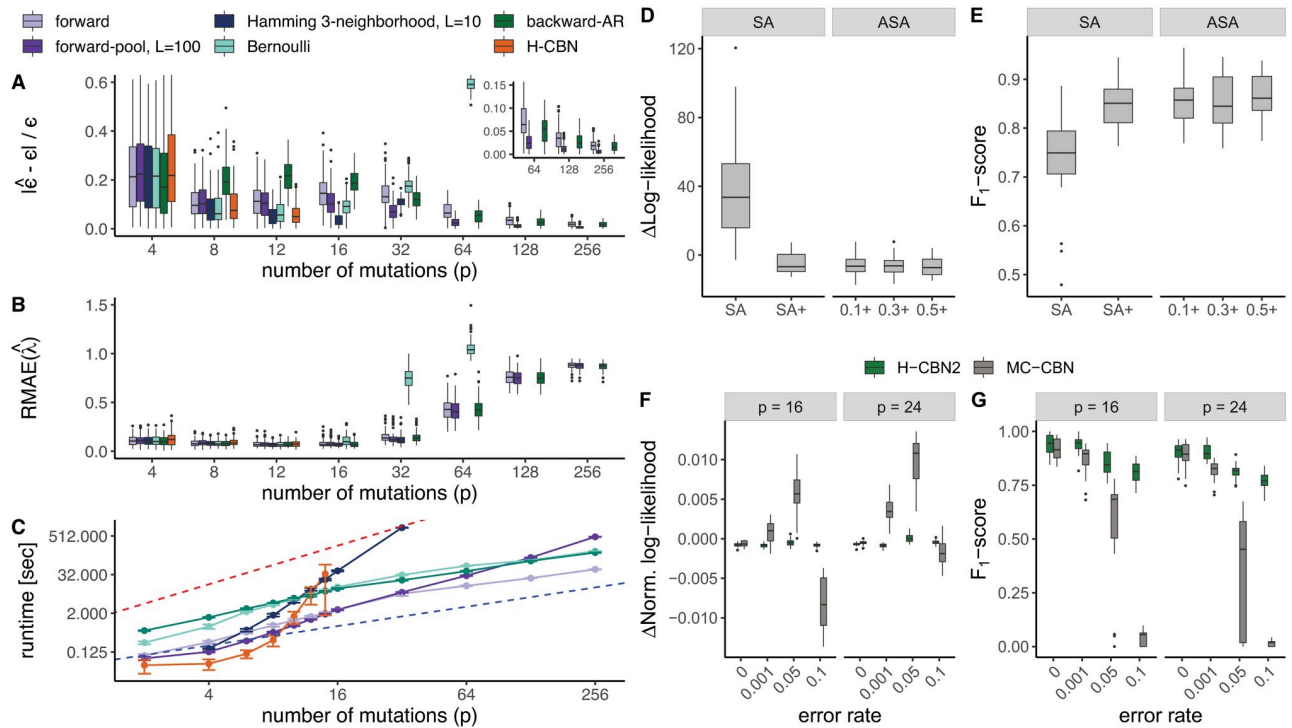 forward
Hamming 3-neighborhood, L=10
backward-AR
forward-pool, L=100
Bernoulli
H-CBN
A
|ϵ̂ - ϵ| / ϵ
0.6
0.4
0.2
0.0
0.15
0.10
0.05
0.00
64
128
256
4
8
12
16
32
64
128
256
number of mutations (p)
B
RMAE(λ̂)
1.5
1.0
0.5
0.0
4
8
12
16
32
64
128
256
number of mutations (p)
C
runtime [sec]
512.000
32.000
2.000
0.125
4
16
64
256
number of mutations (p)
D
SA
ASA
ΔLog−likelihood
120
80
40
0
SA
SA+
0.1+
0.3+
0.5+
E
SA
ASA
F1−score
0.9
0.8
0.7
0.6
0.5
SA
SA+
0.1+
0.3+
0.5+
H−CBN2
MC−CBN
F
p = 16
p = 24
ΔNorm. log−likelihood
0.010
0.005
0.000
−0.005
−0.010
0
0.001
0.05
0.1
0
0.001
0.05
0.1
error rate
G
p = 16
p = 24
F1−score
1.00
0.75
0.50
0.25
0.00
0
0.001
0.05
0.1
0
0.001
0.05
0.1
error rate